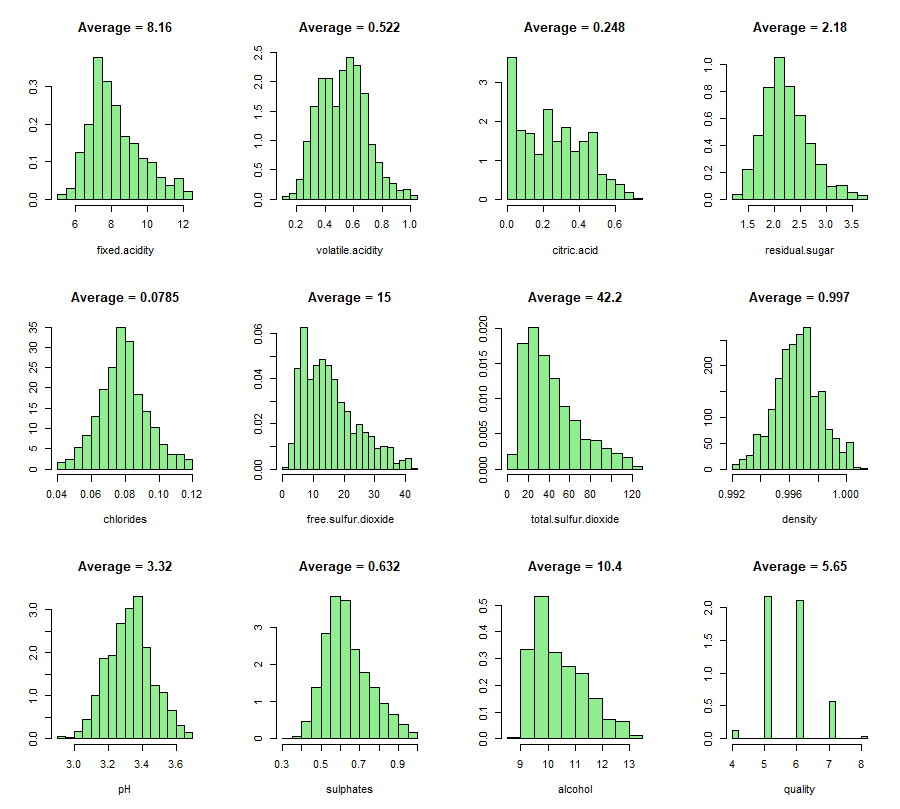 Average = 8.16
0.0 0.1 0.2 0.3
6 8 10 12
fixed.acidity
Average = 0.522
0.0 0.5 1.0 1.5 2.0 2.5
0.2 0.4 0.6 0.8 1.0
volatile.acidity
Average = 0.248
0 1 2 3
0.0 0.2 0.4 0.6
citric.acid
Average = 2.18
0.0 0.2 0.4 0.6 0.8 1.0
1.5 2.0 2.5 3.0 3.5
residual.sugar
Average = 0.0785
0 5 10 15 20 25 30 35
0.04 0.06 0.08 0.10 0.12
chlorides
Average = 15
0.00 0.02 0.04 0.06
0 10 20 30 40
free.sulfur.dioxide
Average = 42.2
0.000 0.005 0.010 0.015 0.020
0 20 40 60 80 120
total.sulfur.dioxide
Average = 0.997
0 50 100 200
0.992 0.996 1.000
density
Average = 3.32
0.0 1.0 2.0 3.0
3.0 3.2 3.4 3.6
pH
Average = 0.632
0 1 2 3
0.3 0.5 0.7 0.9
sulphates
Average = 10.4
0.0 0.1 0.2 0.3 0.4 0.5
9 10 11 12 13
alcohol
Average = 5.65
0.0 0.5 1.0 1.5 2.0
4 5 6 7 8
quality